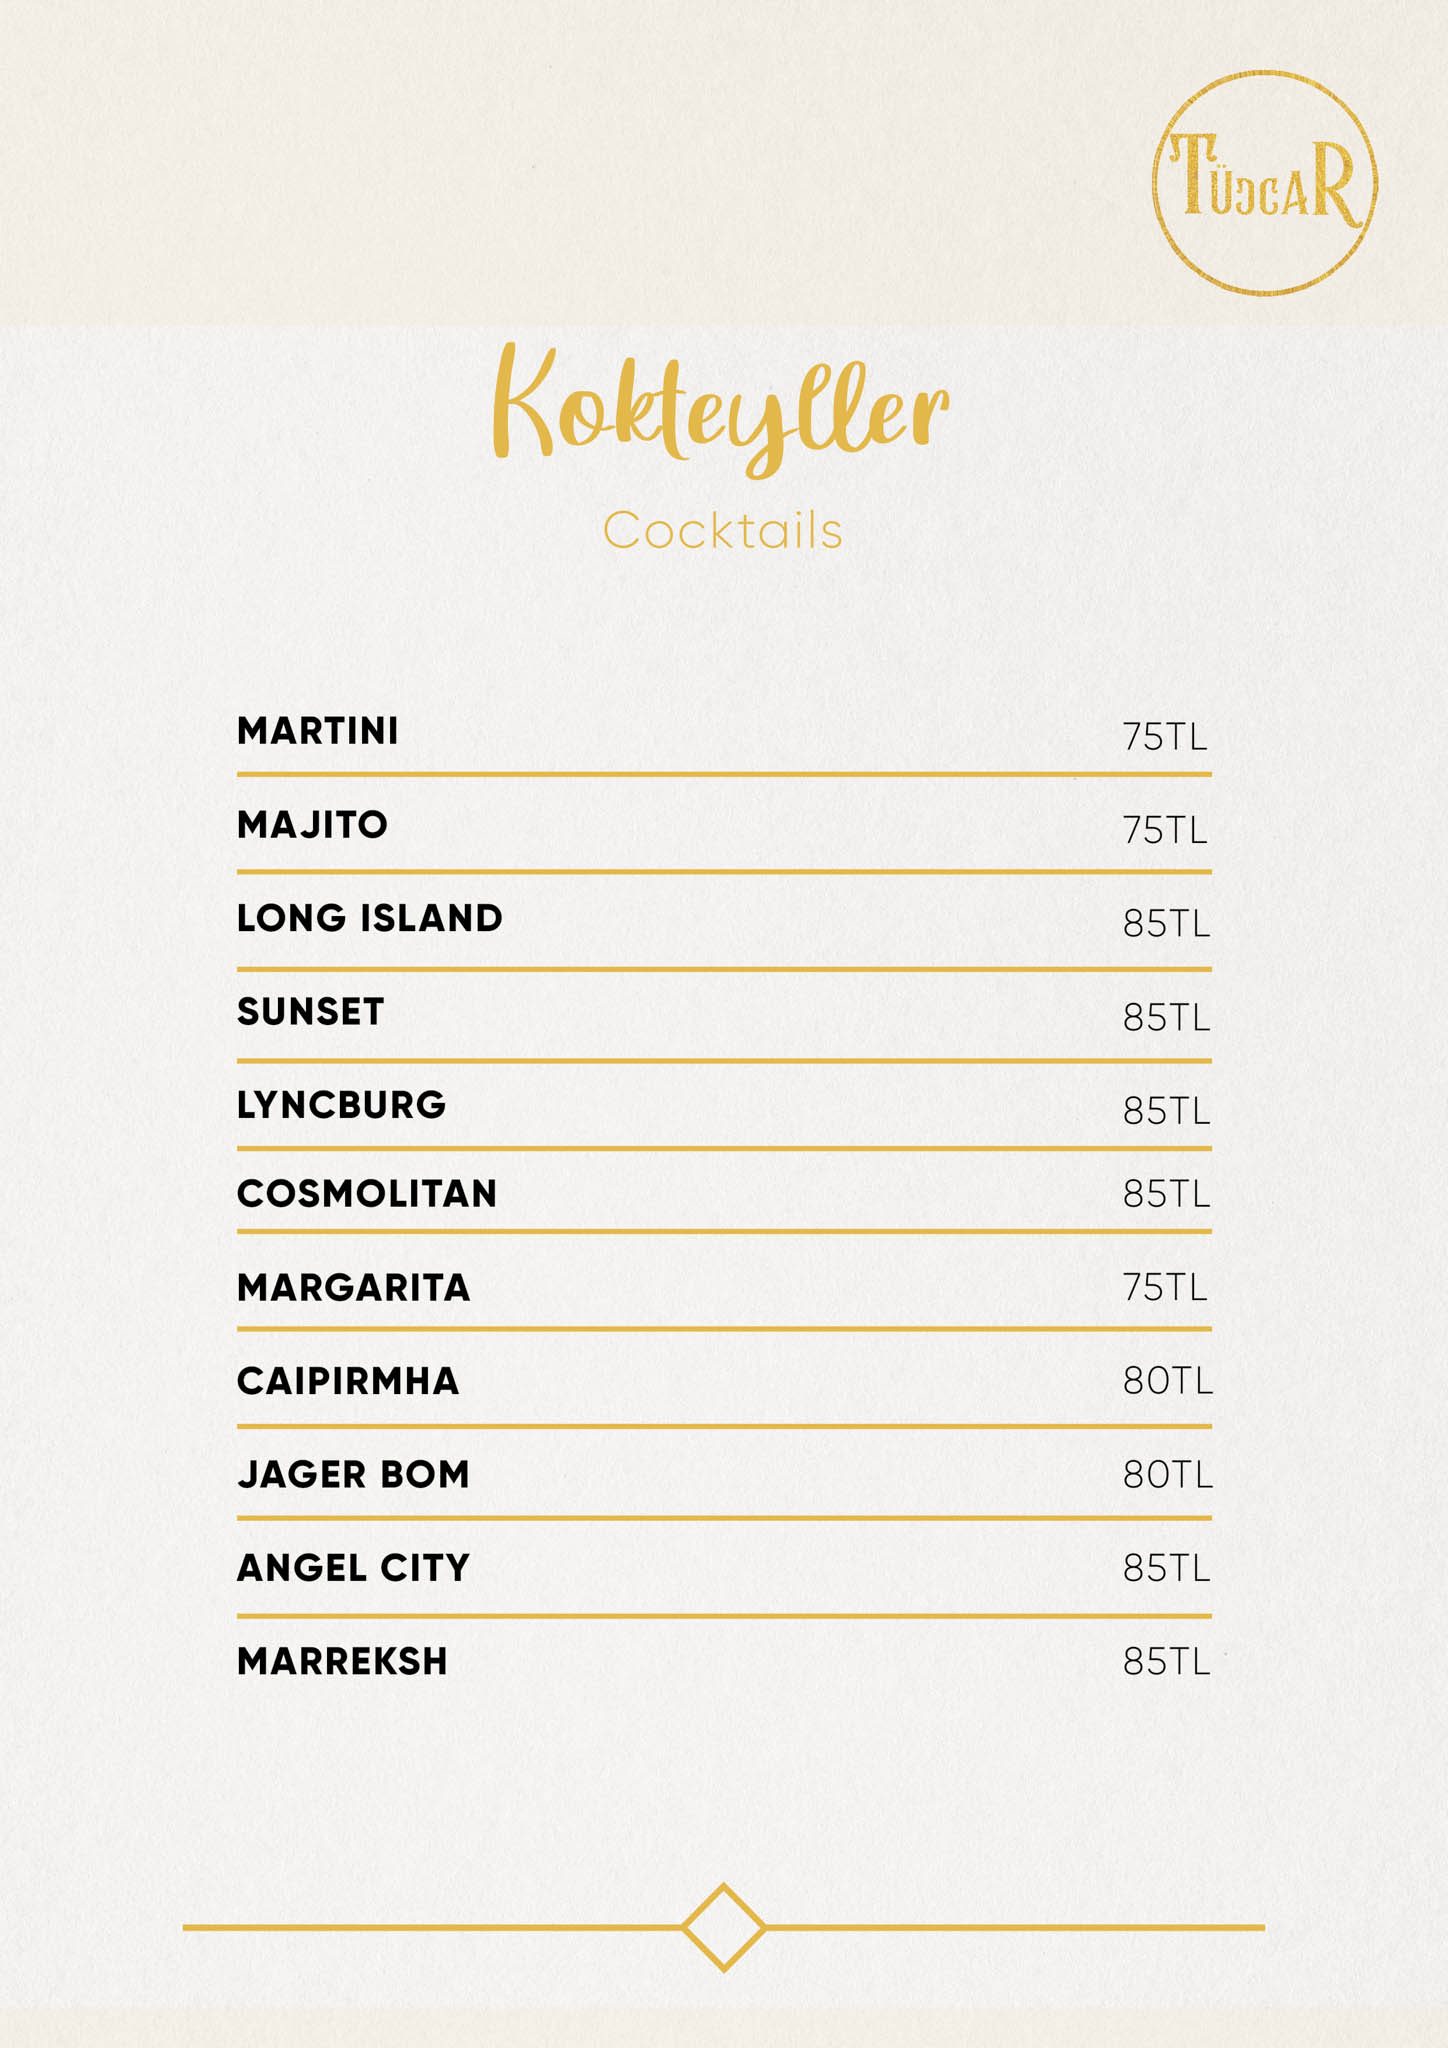 TÜCCAR
Kokteyller
Cocktails
MARTINI 75TL
MAJITO 75TL
LONG ISLAND 85TL
SUNSET 85TL
LYNCBURG 85TL
COSMOLITAN 85TL
MARGARITA 75TL
CAIPIRMHA 80TL
JAGER BOM 80TL
ANGEL CITY 85TL
MARREKSH 85TL